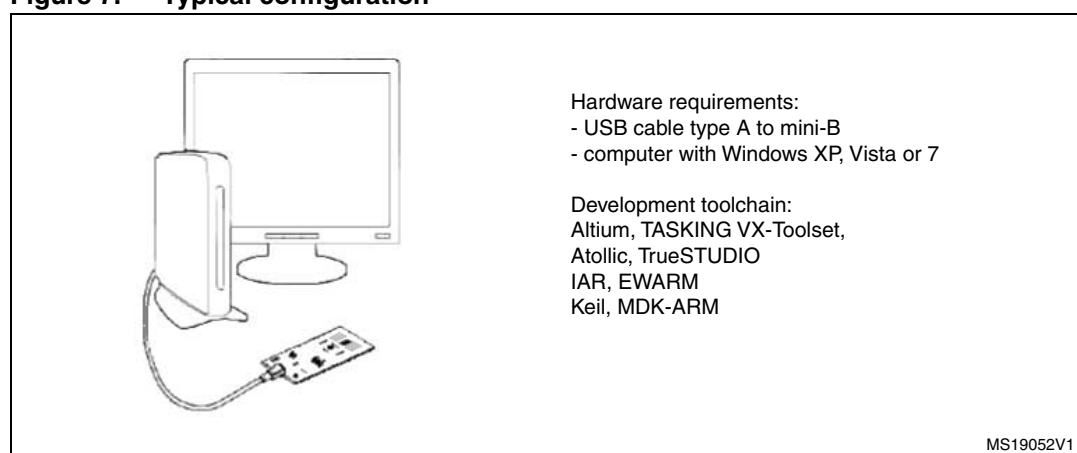 Figure 7. Typical configuration
Hardware requirements:
- USB cable type A to mini-B
- computer with Windows XP, Vista or 7
Development toolchain:
Altium, TASKING VX-Toolset,
Atollic, TrueSTUDIO
IAR, EWARM
Keil, MDK-ARM
MS19052V1